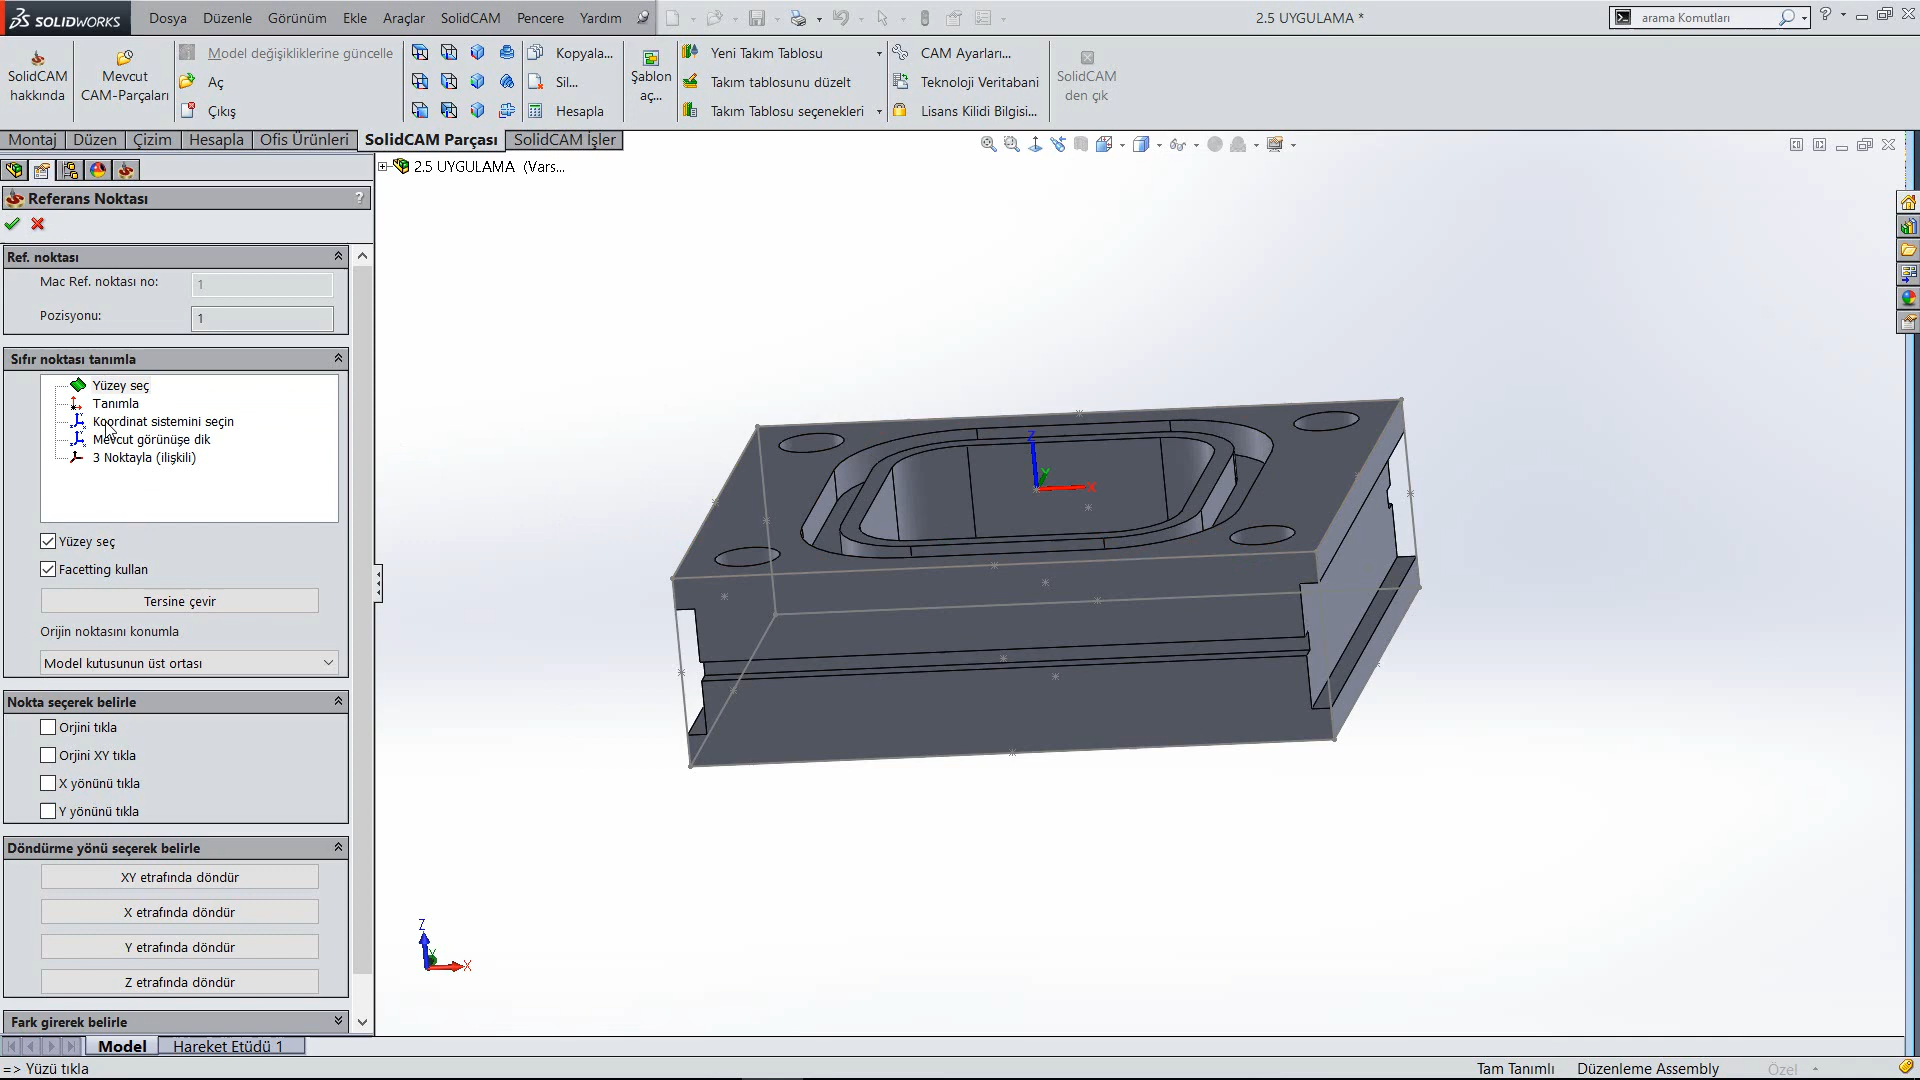 SOLIDWORKS
Dosya Düzenle Görünüm Ekle Araçlar SolidCAM Pencere Yardım
2.5 UYGULAMA *
arama Komutları
SolidCAM hakkında
Mevcut CAM-Parçaları
Model değişikliklerine güncelle
Aç
Çıkış
Kopyala...
Sil...
Hesapla
Şablon aç...
Yeni Takım Tablosu
Takım tablosunu düzelt
Takım Tablosu seçenekleri
CAM Ayarları...
Teknoloji Veritabani
Lisans Kilidi Bilgisi...
SolidCAM den çık
Montaj Düzen Çizim Hesapla Ofis Ürünleri SolidCAM Parçası SolidCAM İşler
2.5 UYGULAMA (Vars...
Referans Noktası ?
Ref. noktası
Mac Ref. noktası no: 1
Pozisyonu: 1
Sıfır noktası tanımla
Yüzey seç
Tanımla
Koordinat sistemini seçin
Mevcut görünüşe dik
3 Noktayla (ilişkili)
Yüzey seç
Facetting kullan
Tersine çevir
Orijin noktasını konumla
Model kutusunun üst ortası
Nokta seçerek belirle
Orjini tıkla
Orjini XY tıkla
X yönünü tıkla
Y yönünü tıkla
Döndürme yönü seçerek belirle
XY etrafında döndür
X etrafında döndür
Y etrafında döndür
Z etrafında döndür
Fark girerek belirle
Z
Y
X
Z
Y
X
Model Hareket Etüdü 1
=> Yüzü tıkla
Tam Tanımlı Düzenleme Assembly Özel